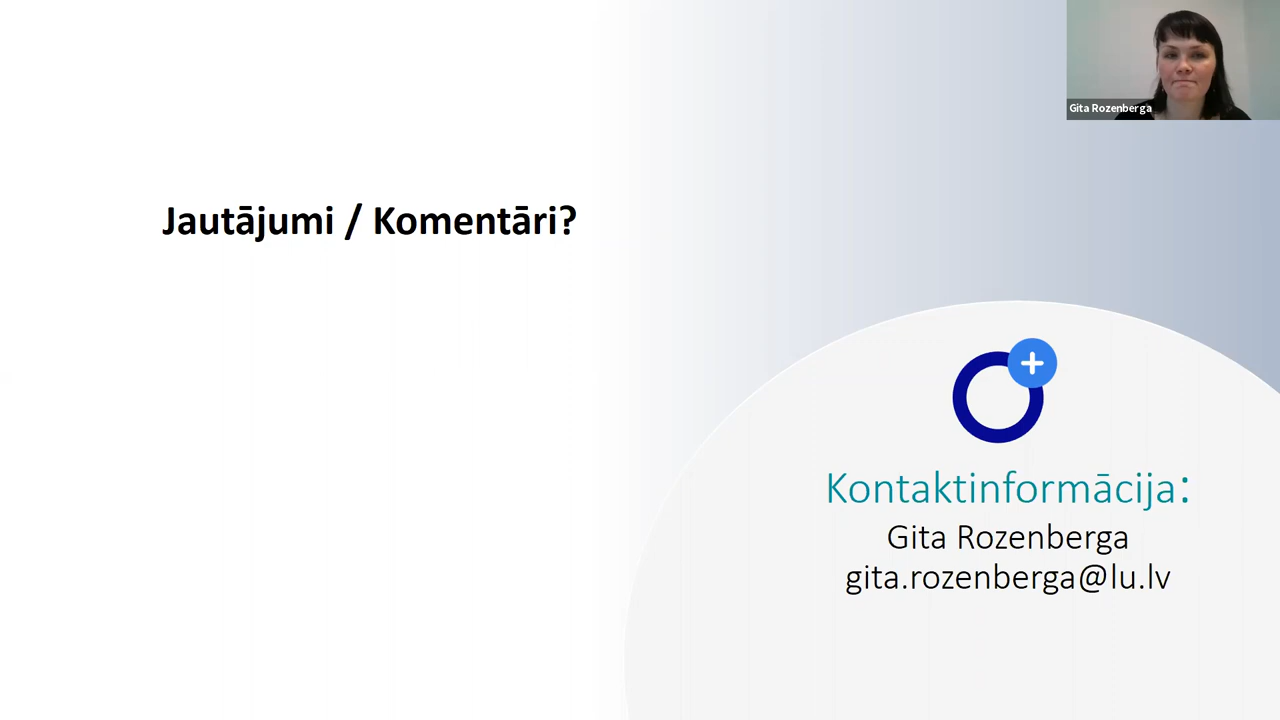 Gita Rozenberga
Jautājumi / Komentāri?
Kontaktinformācija:
Gita Rozenberga
gita.rozenberga@lu.lv